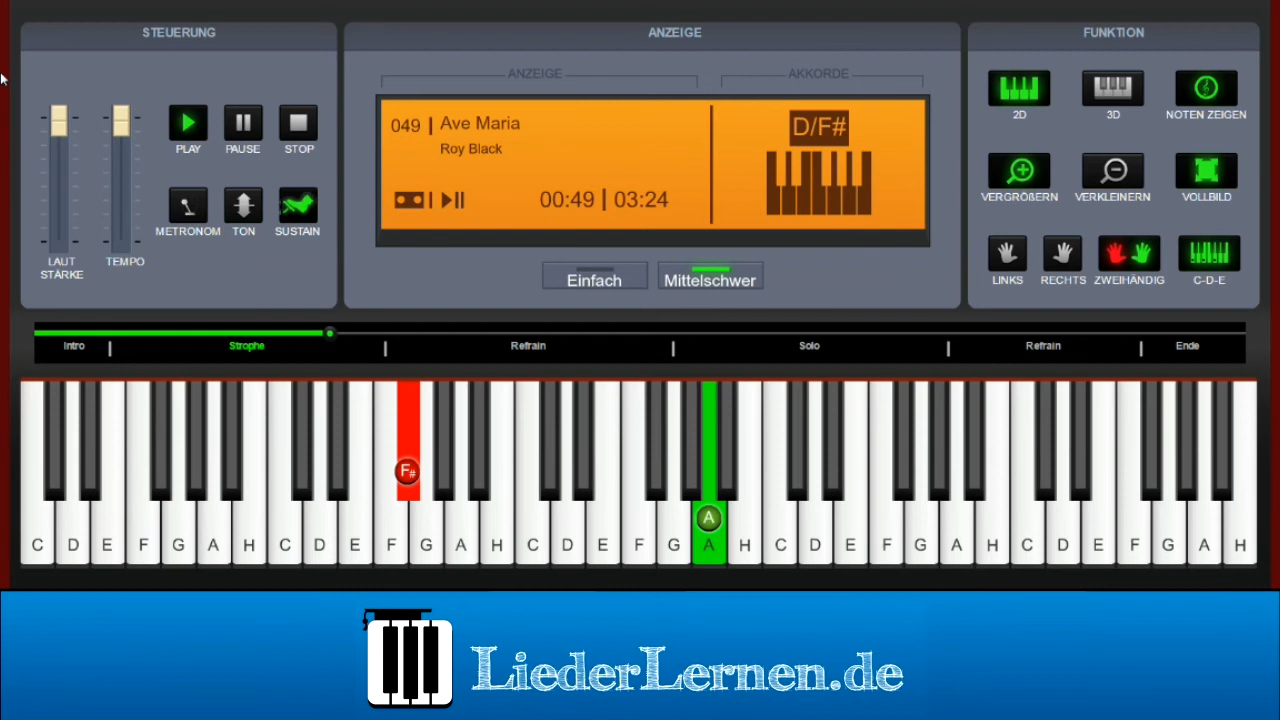 STEUERUNG
ANZEIGE
FUNKTION
ANZEIGE
AKKORDE
049 | Ave Maria
Roy Black
D/F#
00:49 | 03:24
PLAY
PAUSE
STOP
METRONOM
TON
SUSTAIN
LAUT
STÄRKE
TEMPO
Einfach
Mittelschwer
2D
3D
NOTEN ZEIGEN
VERGRÖßERN
VERKLEINERN
VOLLBILD
LINKS
RECHTS
ZWEIHÄNDIG
C-D-E
Intro
Strophe
Refrain
Solo
Refrain
Ende
F#
A
C D E F G A H C D E F G A H C D E F G A H C D E F G A H C D E F G A H
LiederLernen.de